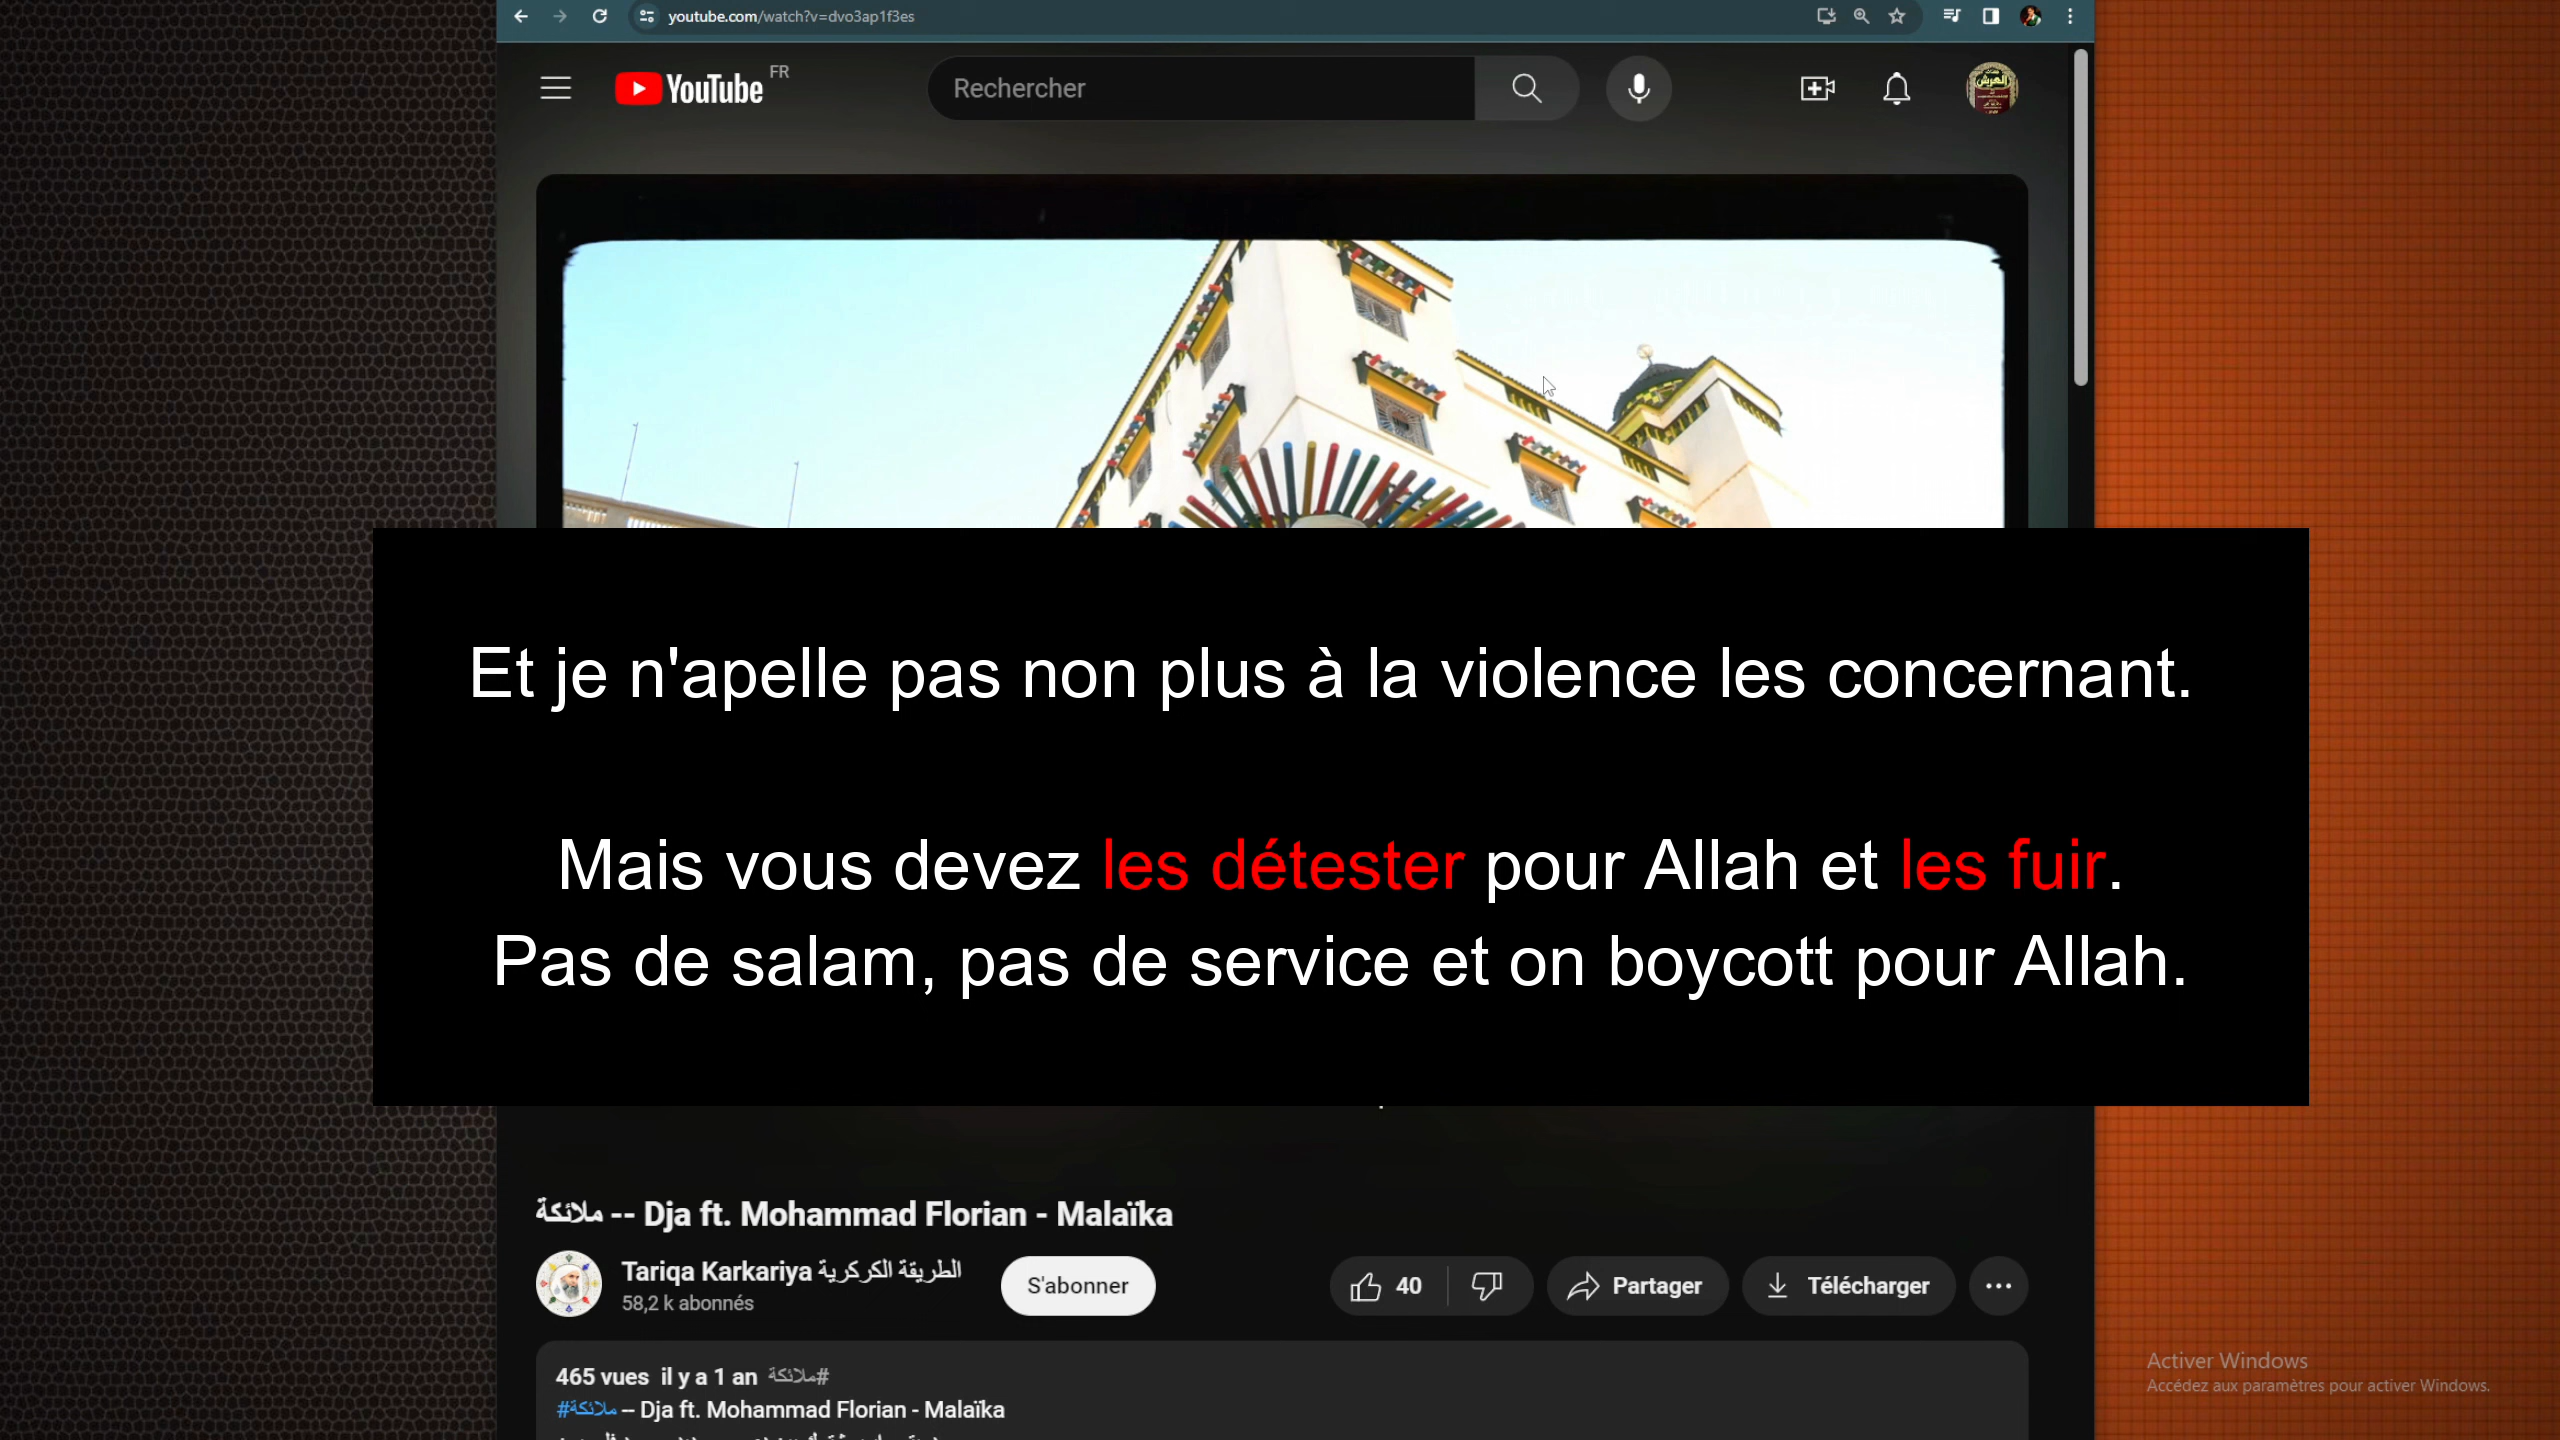 youtube.com/watch?v=dvo3ap1f3es
YouTube FR
Rechercher
Et je n'apelle pas non plus à la violence les concernant.
Mais vous devez les détester pour Allah et les fuir.
Pas de salam, pas de service et on boycott pour Allah.
ملائكة -- Dja ft. Mohammad Florian - Malaïka
Tariqa Karkariya الطريقة الكركرية
58,2 k abonnés
S'abonner
40
Partager
Télécharger
465 vues il y a 1 an #ملائكة
#ملائكة – Dja ft. Mohammad Florian - Malaïka
Activer Windows
Accédez aux paramètres pour activer Windows.